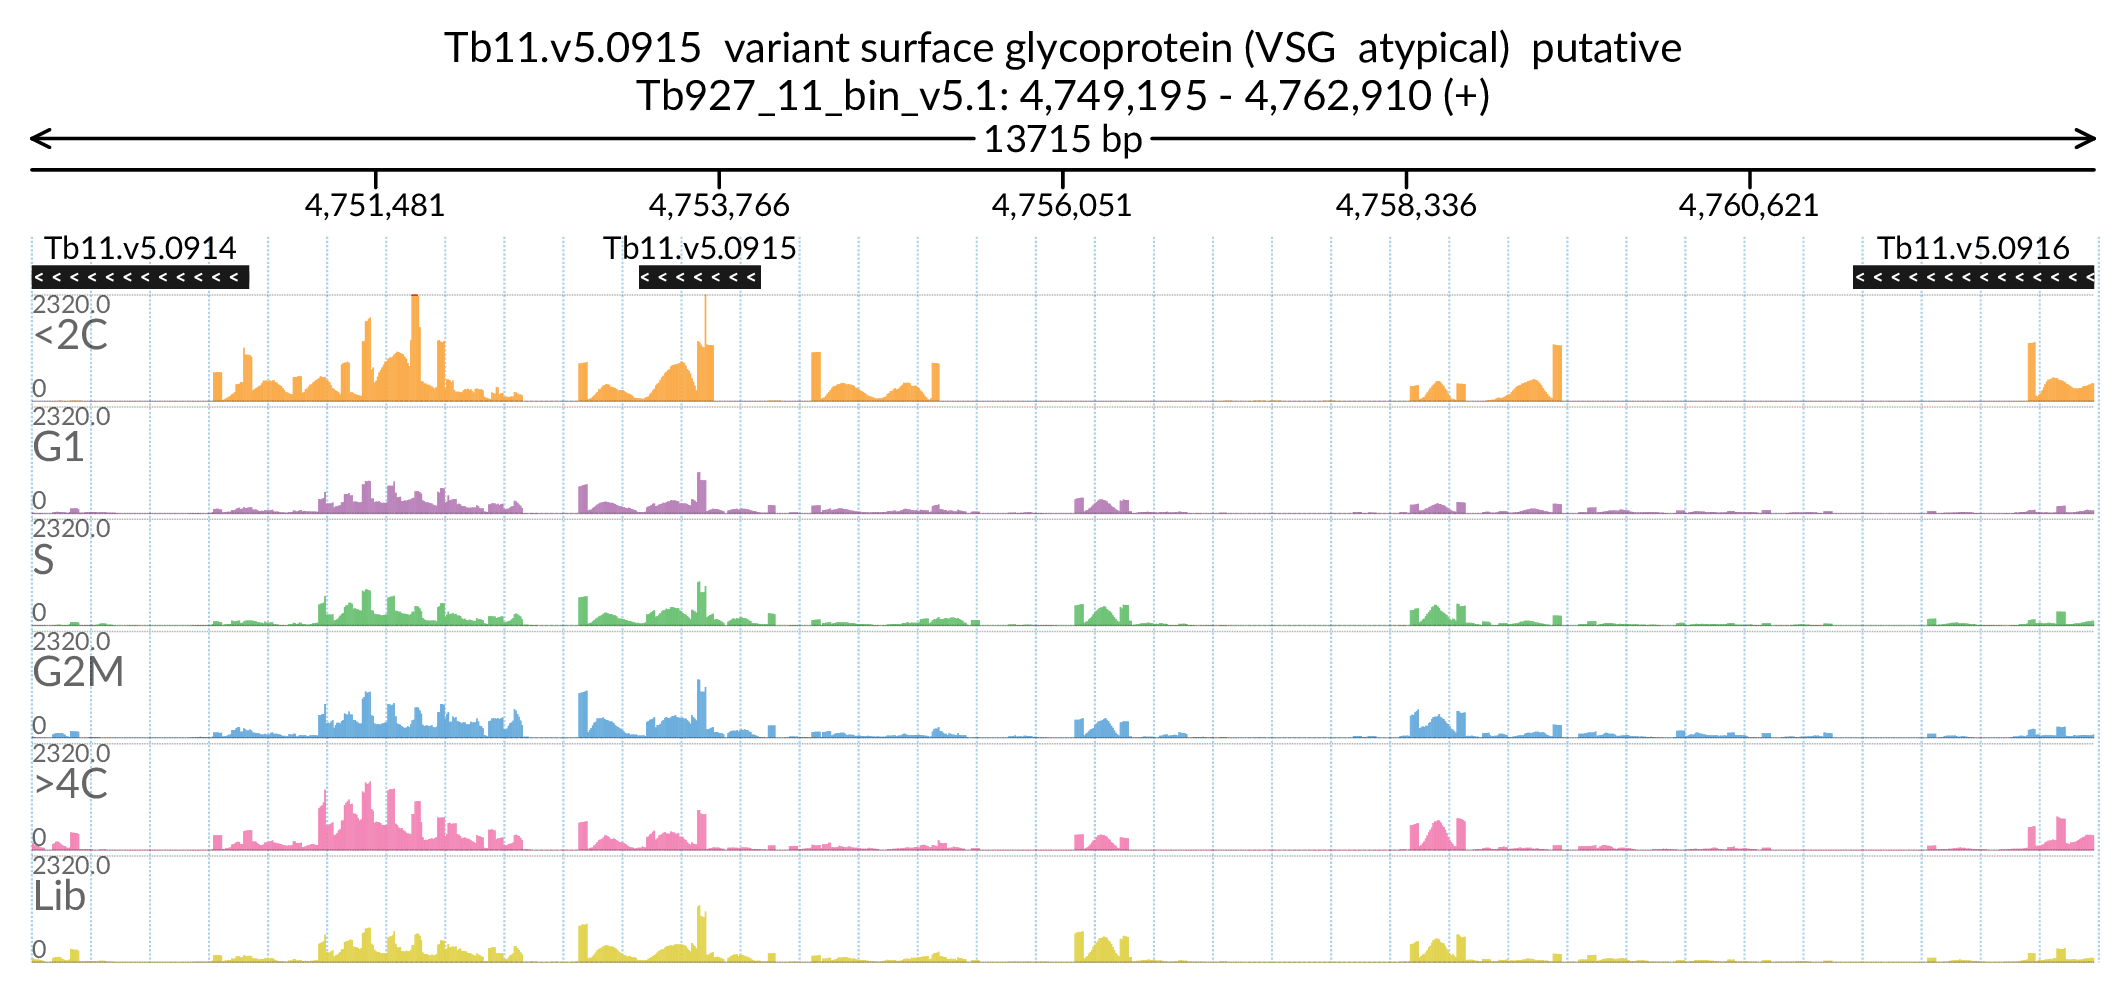 Tb11.v5.0915 variant surface glycoprotein (VSG atypical) putative
Tb927_11_bin_v5.1: 4,749,195 - 4,762,910 (+)
13715 bp
4,751,481 4,753,766 4,756,051 4,758,336 4,760,621
Tb11.v5.0914 Tb11.v5.0915 Tb11.v5.0916
2320.0
<2C
0
2320.0
G1
0
2320.0
S
0
2320.0
G2M
0
2320.0
>4C
0
2320.0
Lib
0